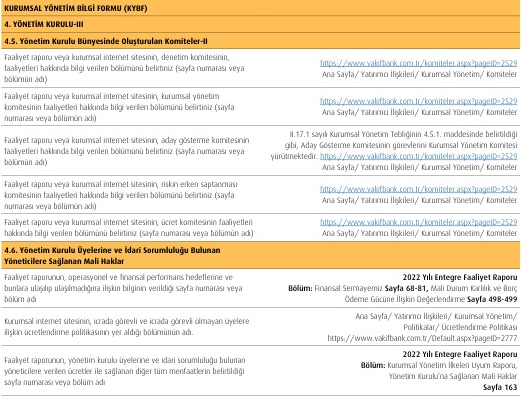 KURUMSAL YÖNETİM BİLGİ FORMU (KYBF)
4. YÖNETİM KURULU-III
4.5. Yönetim Kurulu Bünyesinde Oluşturulan Komiteler-II
Faaliyet raporu veya kurumsal internet sitesinin, denetim komitesinin,
faaliyetleri hakkında bilgi verilen bölümünü belirtiniz (sayfa numarası veya
bölümün adı)
https://www.vakifbank.com.tr/komiteler.aspx?pageID=2529
Ana Sayfa/ Yatırımcı İlişkileri/ Kurumsal Yönetim/ Komiteler
Faaliyet raporu veya kurumsal internet sitesinin, kurumsal yönetim
komitesinin faaliyetleri hakkında bilgi verilen bölümünü belirtiniz (sayfa
numarası veya bölümün adı)
https://www.vakifbank.com.tr/komiteler.aspx?pageID=2529
Ana Sayfa/ Yatırımcı İlişkileri/ Kurumsal Yönetim/ Komiteler
Faaliyet raporu veya kurumsal internet sitesinin, aday gösterme komitesinin
faaliyetleri hakkında bilgi verilen bölümünü belirtiniz (sayfa numarası veya
bölümün adı)
II.17.1 sayılı Kurumsal Yönetim Tebliğinin 4.5.1. maddesinde belirtildiği
gibi, Aday Gösterme Komitesinin görevlerini Kurumsal Yönetim Komitesi
yürütmektedir. https://www.vakifbank.com.tr/komiteler.aspx?pageID=2529
Ana Sayfa/ Yatırımcı İlişkileri/ Kurumsal Yönetim/ Komiteler
Faaliyet raporu veya kurumsal internet sitesinin, riskin erken saptanması
komitesinin faaliyetleri hakkında bilgi verilen bölümünü belirtiniz (sayfa
numarası veya bölümün adı)
https://www.vakifbank.com.tr/komiteler.aspx?pageID=2529
Ana Sayfa/ Yatırımcı İlişkileri/ Kurumsal Yönetim/ Komiteler
Faaliyet raporu veya kurumsal internet sitesinin, ücret komitesinin faaliyetleri
hakkında bilgi verilen bölümünü belirtiniz (sayfa numarası veya bölümün adı)
https://www.vakifbank.com.tr/komiteler.aspx?pageID=2529
Ana Sayfa/ Yatırımcı İlişkileri/ Kurumsal Yönetim/ Komiteler
4.6. Yönetim Kurulu Üyelerine ve İdari Sorumluluğu Bulunan
Yöneticilere Sağlanan Mali Haklar
Faaliyet raporunun, operasyonel ve finansal performans hedeflerine ve
bunlara ulaşılıp ulaşılmadığına ilişkin bilginin verildiği sayfa numarası veya
bölüm adı
2022 Yılı Entegre Faaliyet Raporu
Bölüm: Finansal Sermayemiz Sayfa 68-81, Mali Durum Karlılık ve Borç
Ödeme Gücüne İlişkin Değerlendirme Sayfa 498-499
Kurumsal internet sitesinin, icrada görevli ve icrada görevli olmayan üyelere
ilişkin ücretlendirme politikasının yer aldığı bölümünün adı.
Ana Sayfa/ Yatırımcı İlişkileri/ Kurumsal Yönetim/
Politikalar/ Ücretlendirme Politikası
https://www.vakifbank.com.tr/Default.aspx?pageID=2777
Faaliyet raporunun, yönetim kurulu üyelerine ve idari sorumluluğu bulunan
yöneticilere verilen ücretler ile sağlanan diğer tüm menfaatlerin belirtildiği
sayfa numarası veya bölüm adı
2022 Yılı Entegre Faaliyet Raporu
Bölüm: Kurumsal Yönetim İlkeleri Uyum Raporu,
Yönetim Kurulu'na Sağlanan Mali Haklar
Sayfa 163